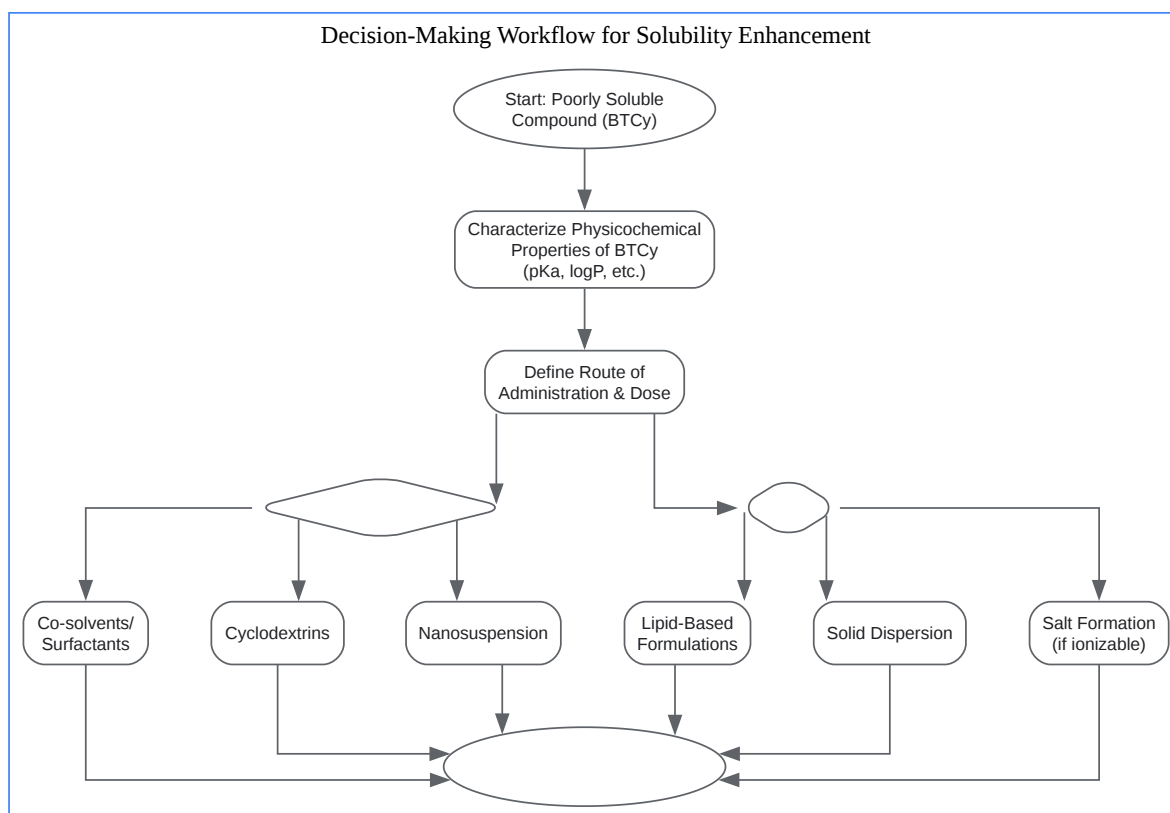 Decision-Making Workflow for Solubility Enhancement
Start: Poorly Soluble
Compound (BTCy)
Characterize Physicochemical
Properties of BTCy
(pKa, logP, etc.)
Define Route of
Administration & Dose
Co-solvents/
Surfactants
Cyclodextrins
Nanosuspension
Lipid-Based
Formulations
Solid Dispersion
Salt Formation
(if ionizable)